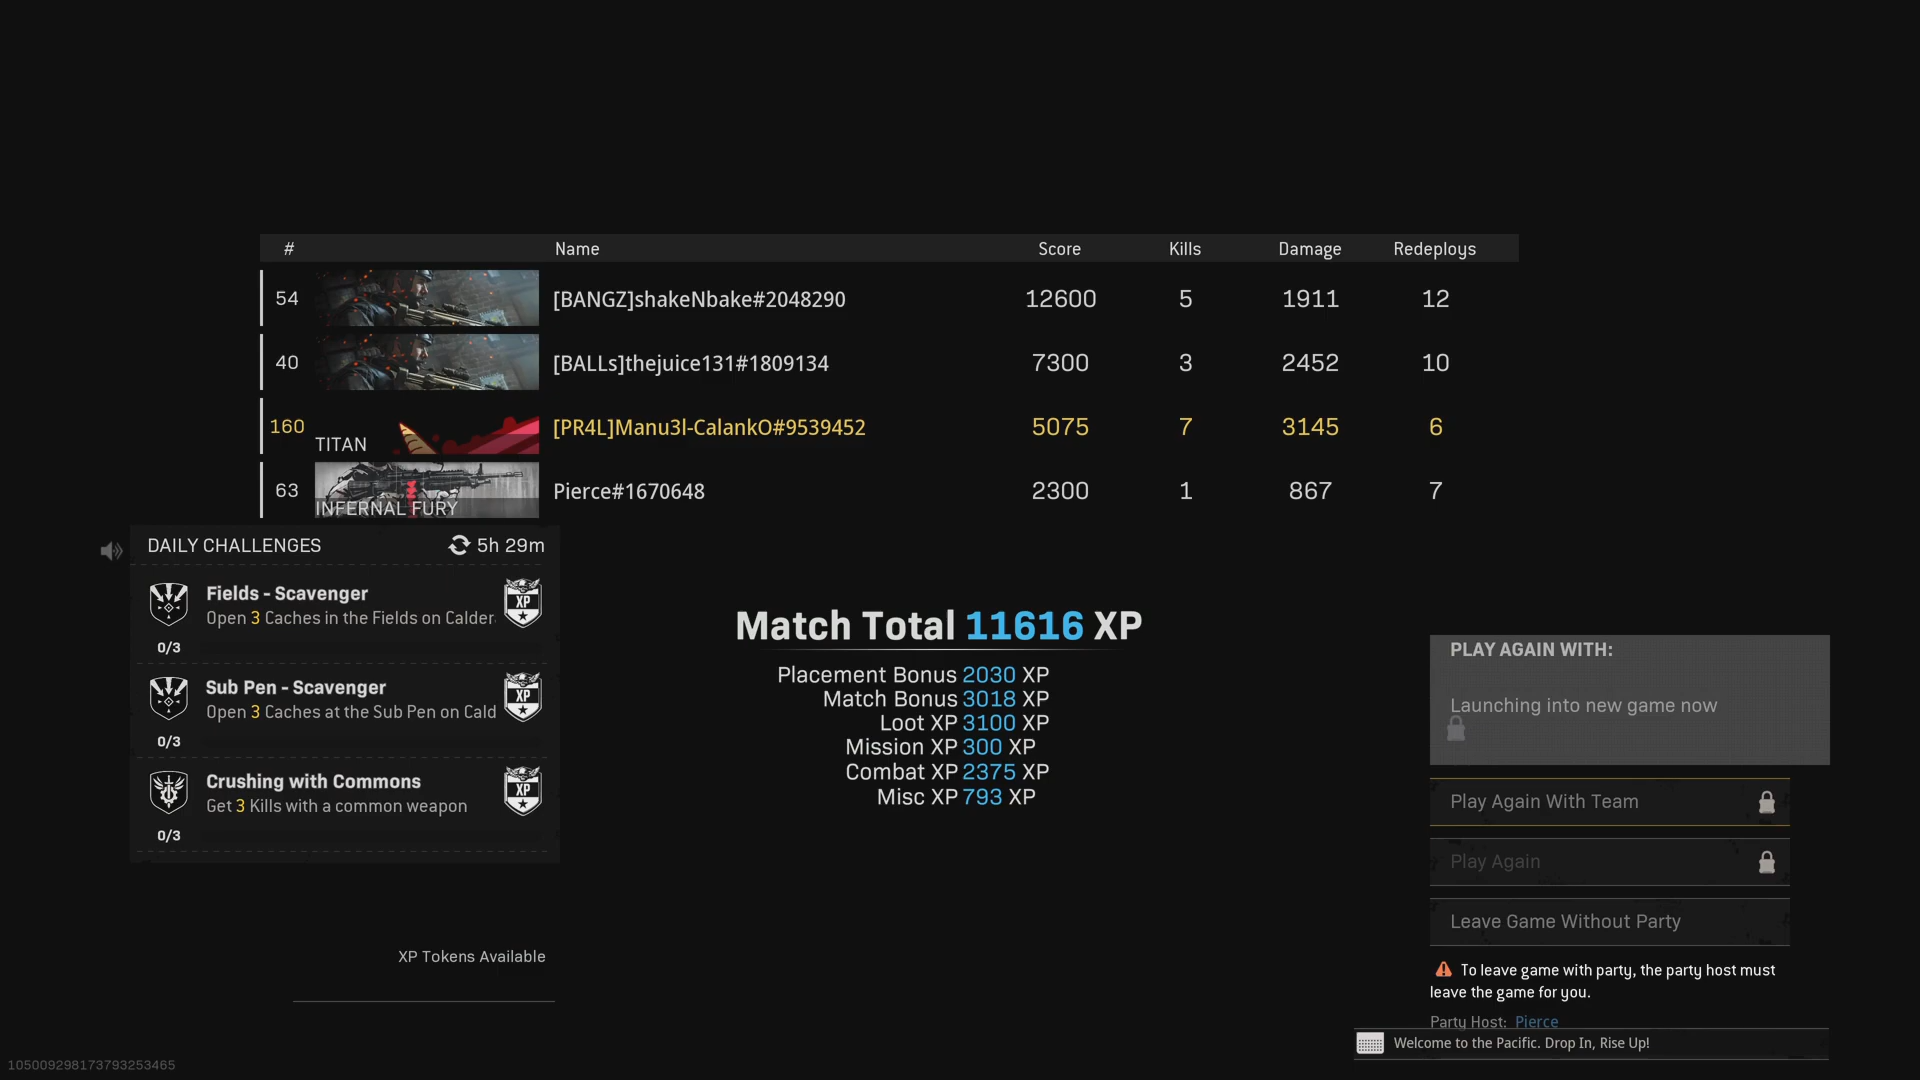 # Name Score Kills Damage Redeploys
54 [BANGZ]shakeNbake#2048290 12600 5 1911 12
40 [BALLs]thejuice131#1809134 7300 3 2452 10
160 TITAN [PR4L]Manu3l-CalankO#9539452 5075 7 3145 6
63 INFERNAL FURY Pierce#1670648 2300 1 867 7
DAILY CHALLENGES 5h 29m
Fields - Scavenger
Open 3 Caches in the Fields on Calder
XP
0/3
Sub Pen - Scavenger
Open 3 Caches at the Sub Pen on Cald
XP
0/3
Crushing with Commons
Get 3 Kills with a common weapon
XP
0/3
XP Tokens Available
Match Total 11616 XP
Placement Bonus 2030 XP
Match Bonus 3018 XP
Loot XP 3100 XP
Mission XP 300 XP
Combat XP 2375 XP
Misc XP 793 XP
PLAY AGAIN WITH:
Launching into new game now
Play Again With Team
Play Again
Leave Game Without Party
To leave game with party, the party host must
leave the game for you.
Party Host: Pierce
Welcome to the Pacific. Drop In, Rise Up!
105009298173793253465